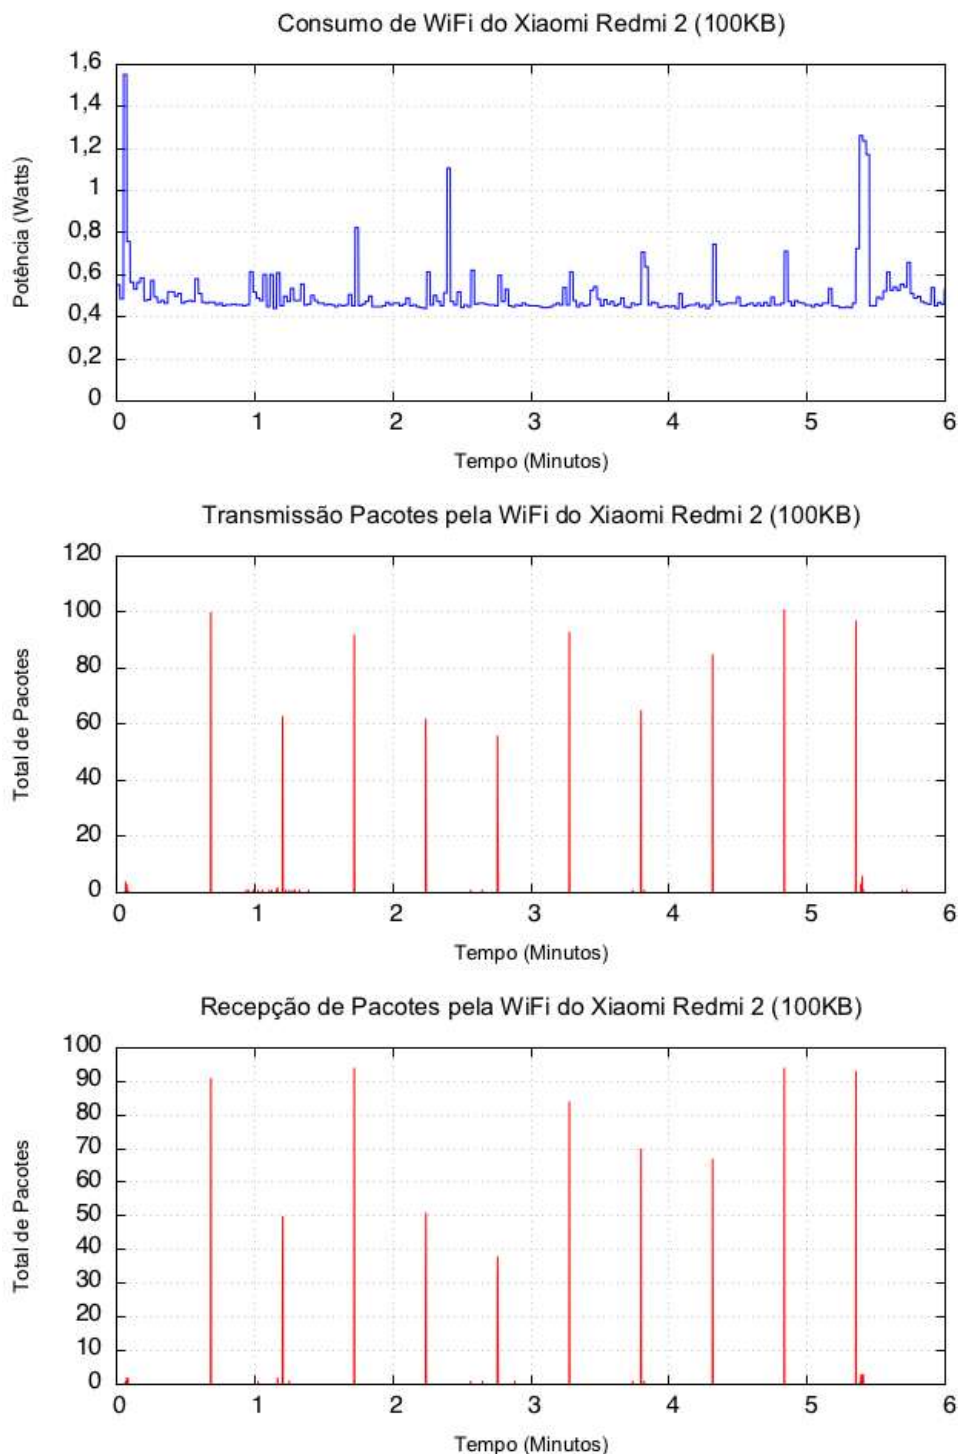 Consumo de WiFi do Xiaomi Redmi 2 (100KB)
Potência (Watts)
1,6
1,4
1,2
1
0,8
0,6
0,4
0,2
0
0 1 2 3 4 5 6
Tempo (Minutos)
Transmissão Pacotes pela WiFi do Xiaomi Redmi 2 (100KB)
Total de Pacotes
120
100
80
60
40
20
0
0 1 2 3 4 5 6
Tempo (Minutos)
Recepção de Pacotes pela WiFi do Xiaomi Redmi 2 (100KB)
Total de Pacotes
100
90
80
70
60
50
40
30
20
10
0
0 1 2 3 4 5 6
Tempo (Minutos)